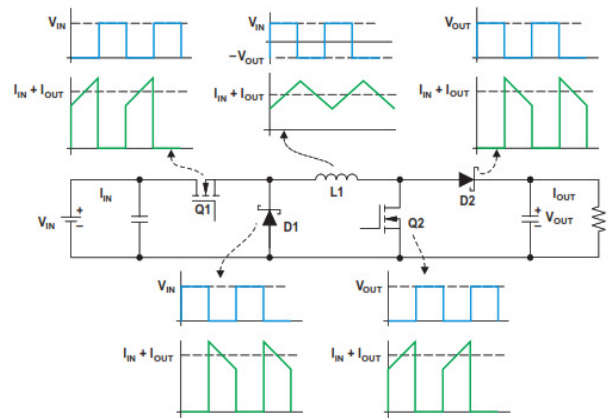 V_IN
V_IN
V_OUT
−V_OUT
I_IN + I_OUT
I_IN + I_OUT
I_IN + I_OUT
I_IN
Q1
L1
D2
I_OUT
V_IN
+
−
D1
Q2
+
−
V_OUT
V_IN
V_OUT
I_IN + I_OUT
I_IN + I_OUT